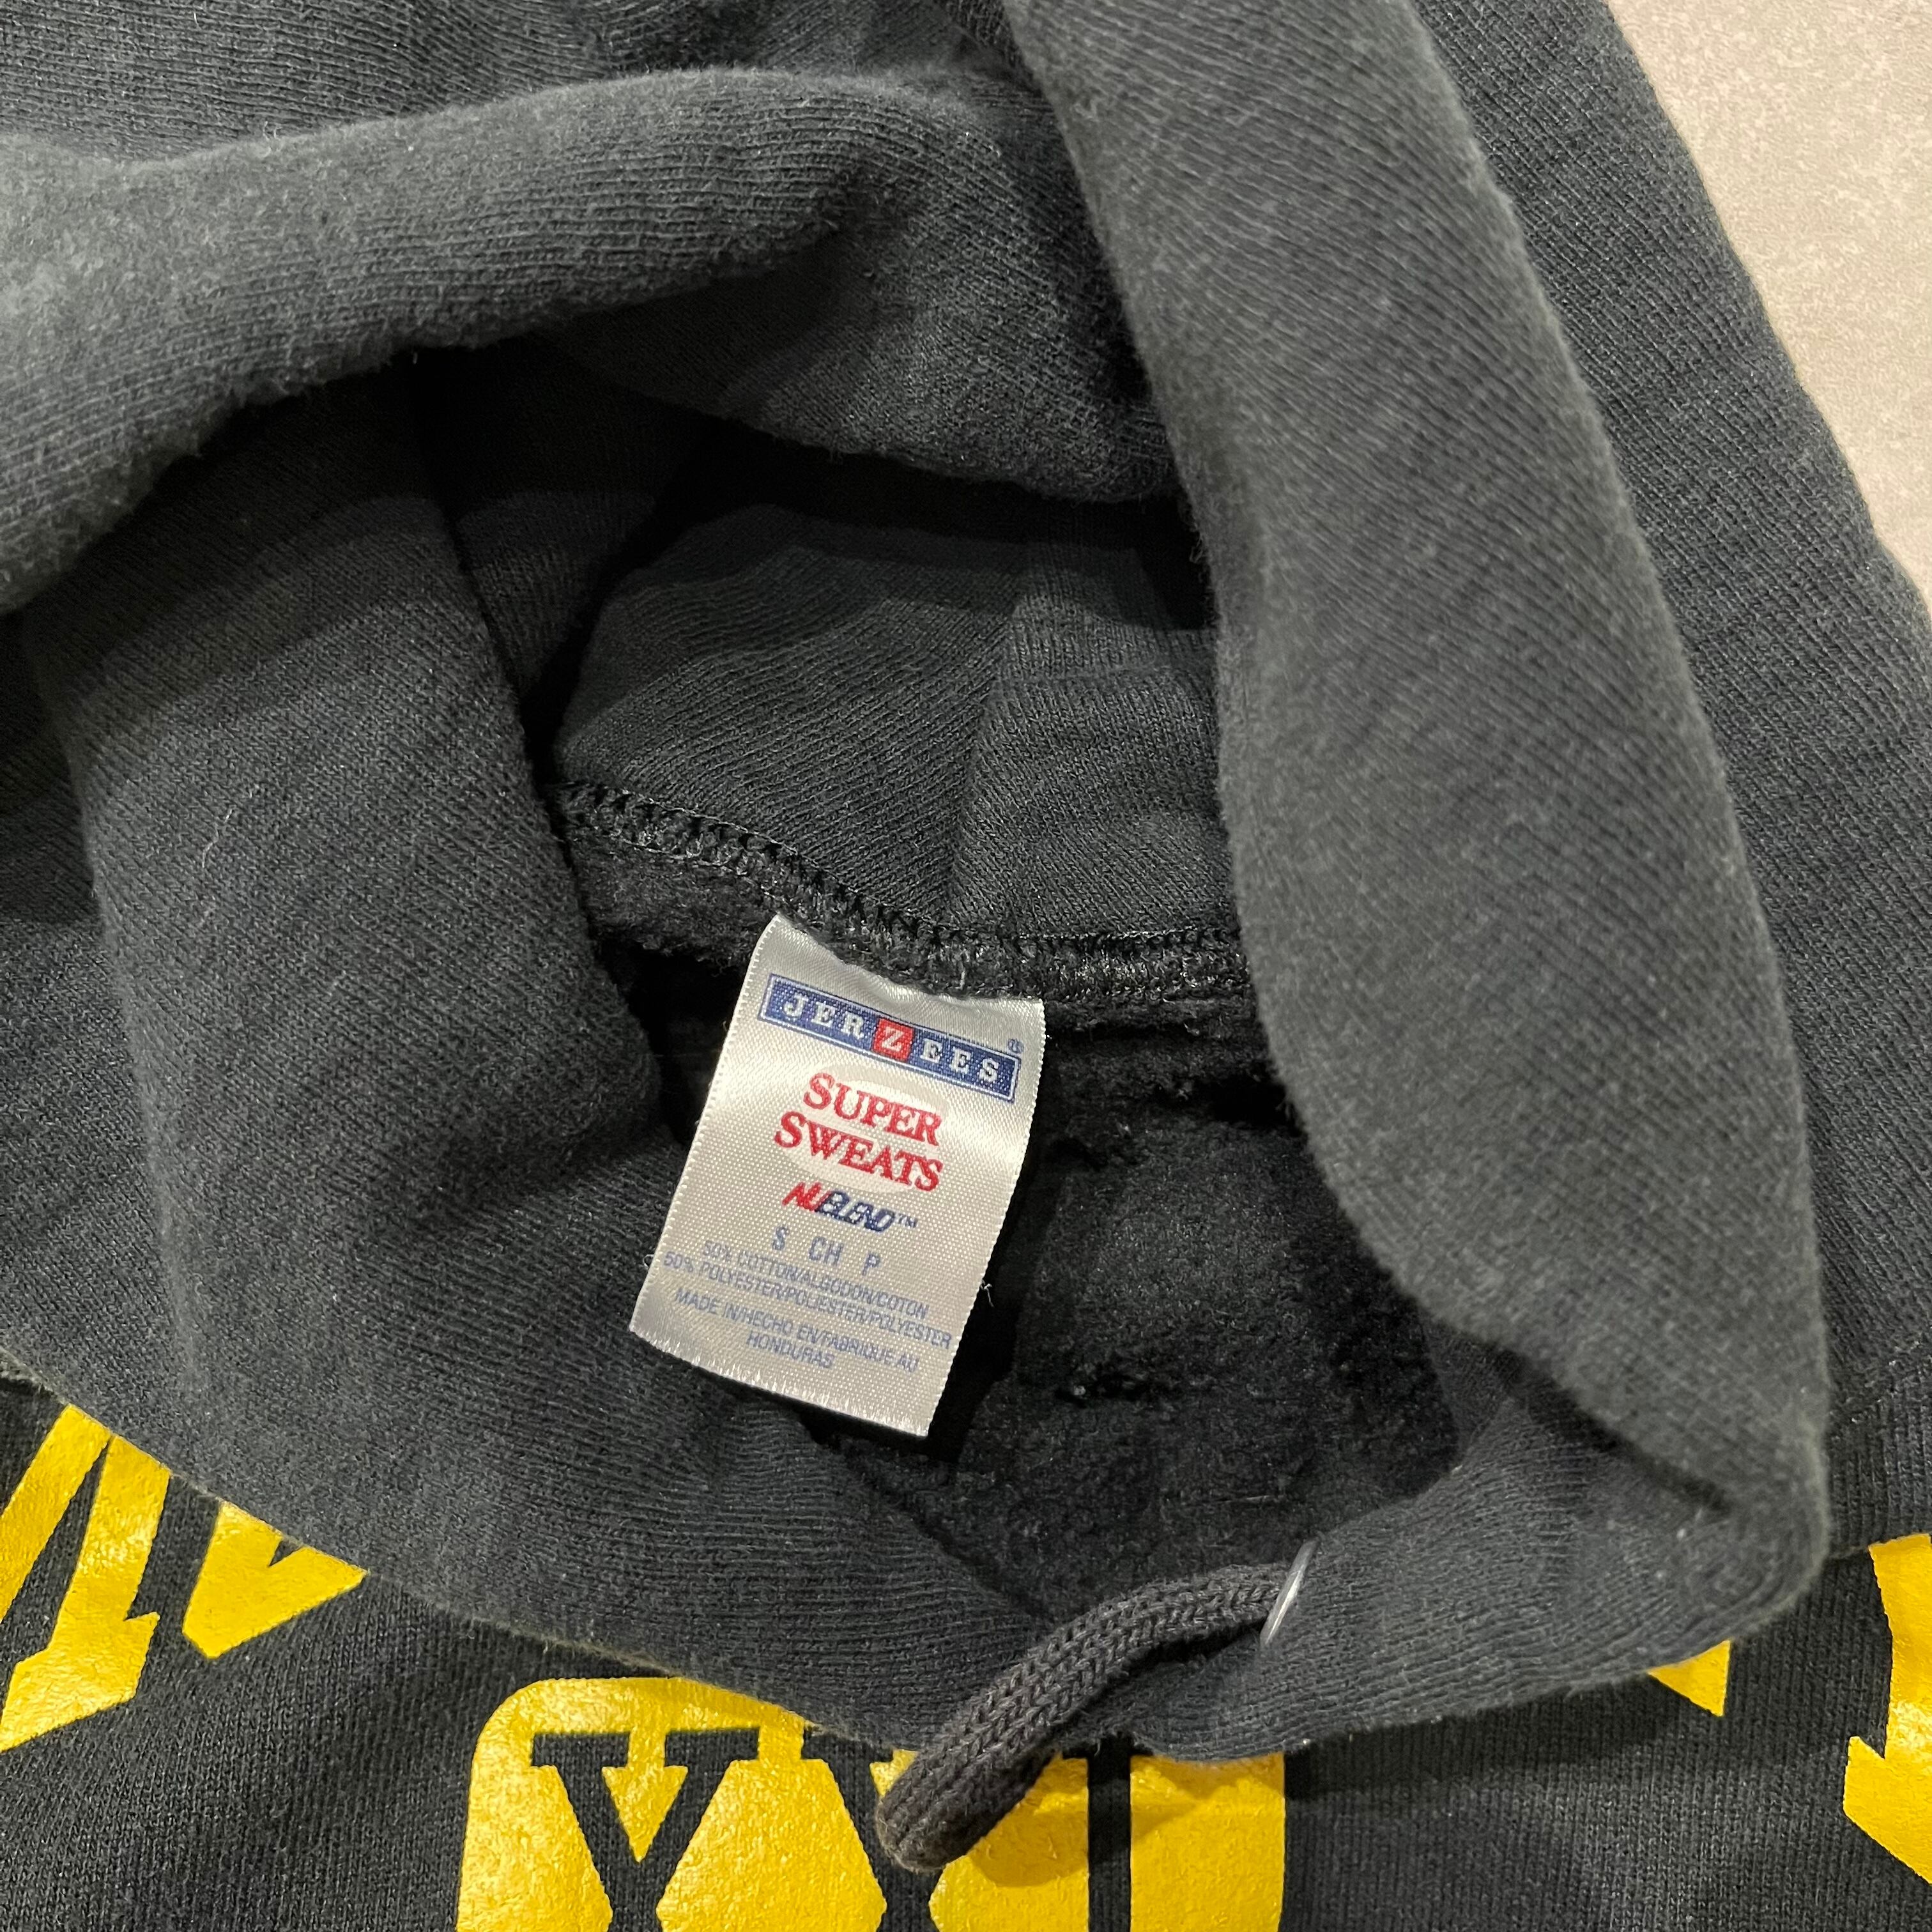 JERZEES®
SUPER
SWEATS
NUBLEND™
S CH P
50% COTTON/ALGODON/COTON
50% POLYESTER/POLIESTER/POLYESTER
MADE IN/HECHO EN/FABRIQUE AU
HONDURAS